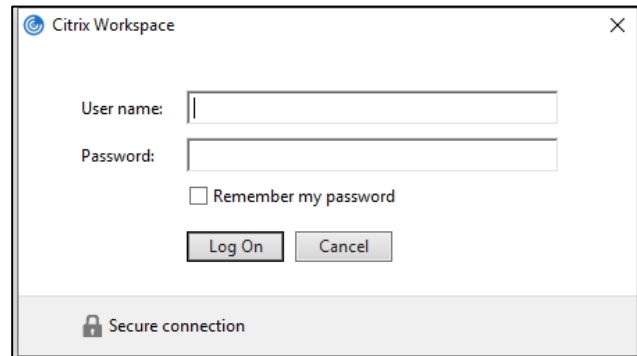 Citrix Workspace
User name:
Password:
Remember my password
Log On Cancel
Secure connection